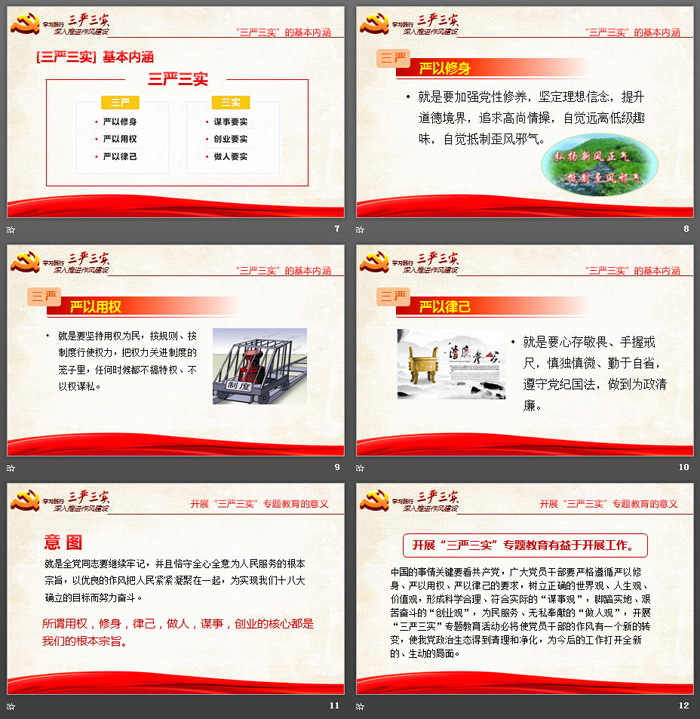 学习践行 三严三实
深入推进作风建设
“三严三实”的基本内涵
[三严三实] 基本内涵
三严三实
三严
严以修身
严以用权
严以律己
三实
谋事要实
创业要实
做人要实
7
学习践行 三严三实
深入推进作风建设
“三严三实”的基本内涵
三严
严以修身
• 就是要加强党性修养，坚定理想信念，提升
道德境界，追求高尚情操，自觉远离低级趣
味，自觉抵制歪风邪气。
弘扬新风正气
抵制歪风邪气
8
学习践行 三严三实
深入推进作风建设
“三严三实”的基本内涵
三严
严以用权
• 就是要坚持用权为民，按规则、按
制度行使权力，把权力关进制度的
笼子里，任何时候都不搞特权、不
以权谋私。
制度
9
学习践行 三严三实
深入推进作风建设
“三严三实”的基本内涵
三严
严以律己
清廉奉公
• 就是要心存敬畏、手握戒
尺，慎独慎微、勤于自省，
遵守党纪国法，做到为政清
廉。
10
学习践行 三严三实
深入推进作风建设
开展“三严三实”专题教育的意义
意 图
就是全党同志要继续牢记，并且恪守全心全意为人民服务的根本
宗旨，以优良的作风把人民紧紧凝聚在一起，为实现我们十八大
确立的目标而努力奋斗。
所谓用权，修身，律己，做人，谋事，创业的核心都是
我们的根本宗旨。
11
学习践行 三严三实
深入推进作风建设
开展“三严三实”专题教育的意义
开展“三严三实”专题教育有益于开展工作。
中国的事情关键要看共产党，广大党员干部要严格遵循严以修
身、严以用权、严以律己的要求，树立正确的世界观、人生观、
价值观，形成科学合理、符合实际的“谋事观”，脚踏实地、艰
苦奋斗的“创业观”，为民服务、无私奉献的“做人观”，开展
“三严三实”专题教育活动必将使党员干部的作风有一个新的转
变，使我党政治生态得到清理和净化，为今后的工作打开全新
的、生动的局面。
12